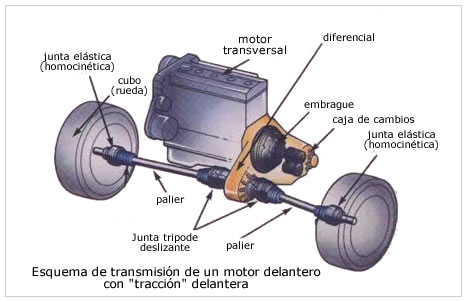 motor
transversal
diferencial
junta elástica
(homocinética)
cubo
(rueda)
embrague
caja de cambios
junta elástica
(homocinética)
palier
Junta tripode
deslizante
palier
Esquema de transmisión de un motor delantero
con "tracción" delantera